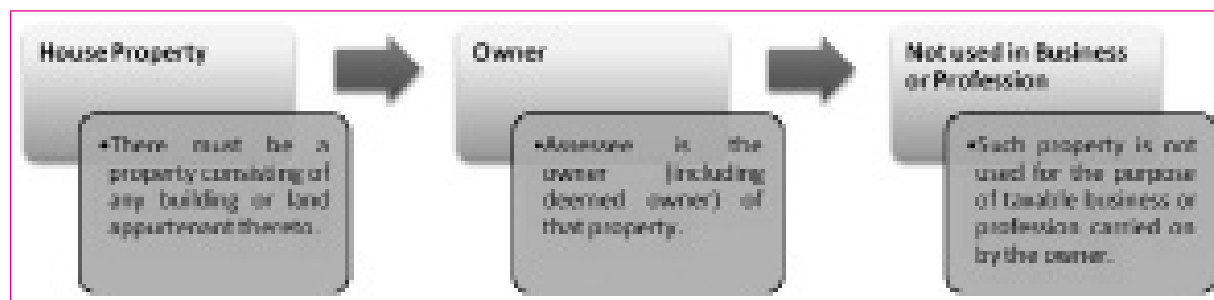 House Property
•There must be a
property consisting of
any building or land
appurtenant thereto.
Owner
•Assessee is the
owner (including
deemed owner) of
that property.
Not used in Business
or Profession
•Such property is not
used for the purpose
of taxable business or
profession carried on
by the owner.